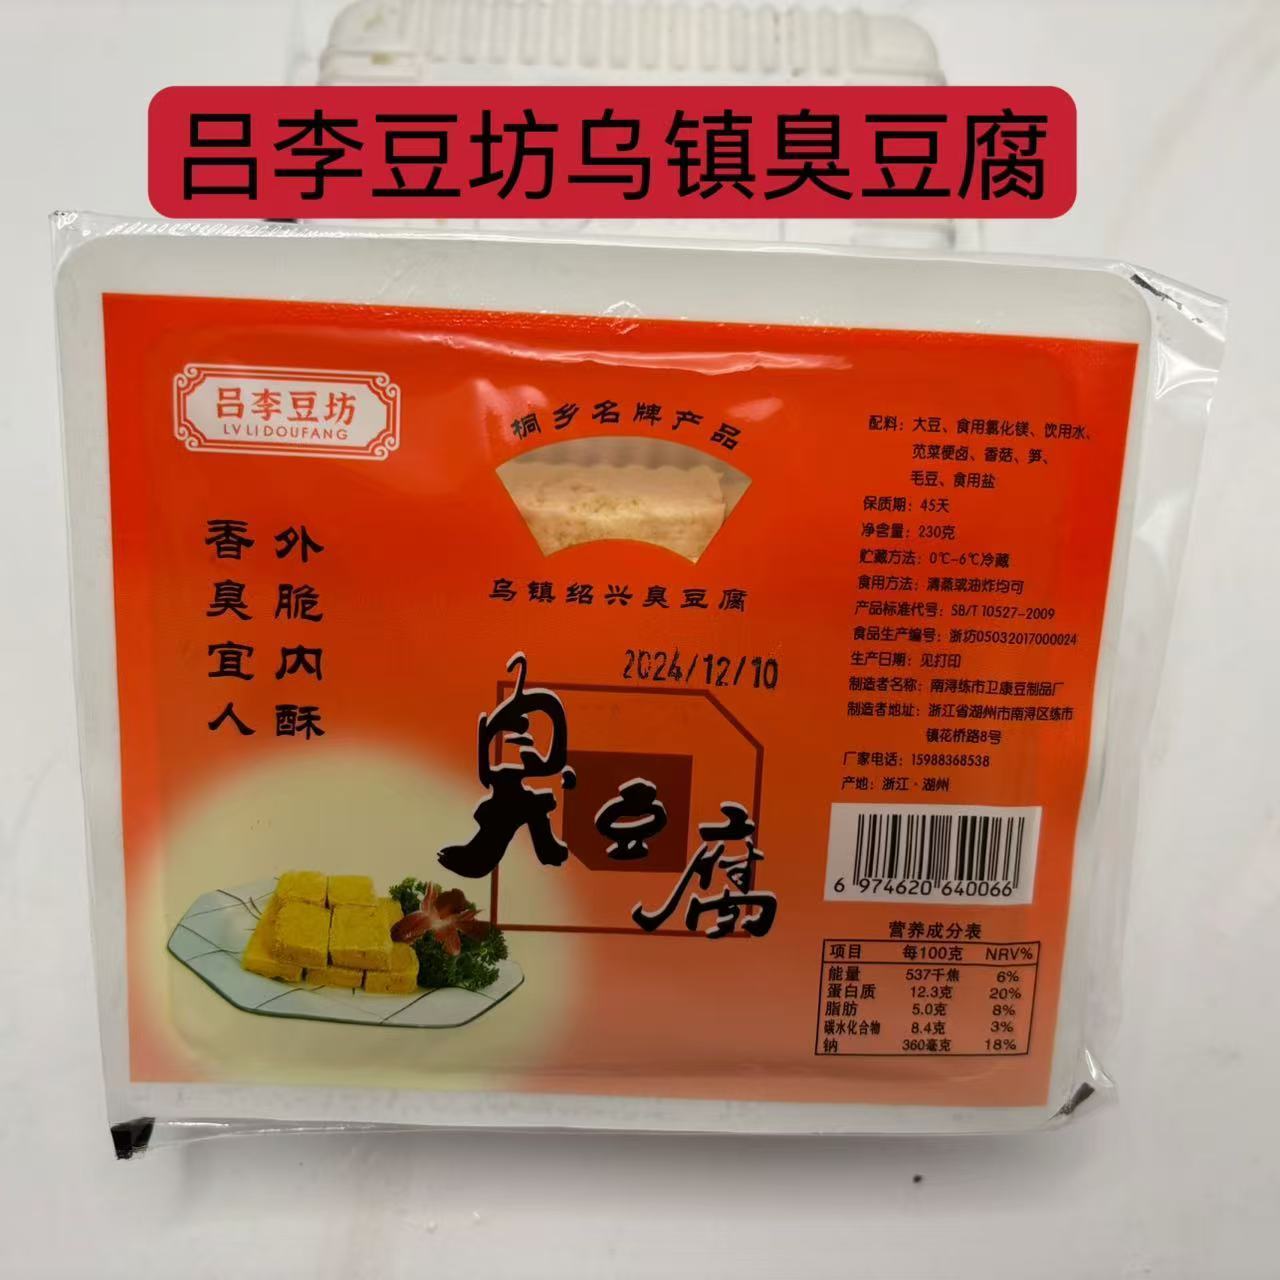 吕李豆坊乌镇臭豆腐
吕李豆坊
LV LI DOUFANG
桐乡名牌产品
乌镇绍兴臭豆腐
外脆内酥
香臭宜人
2024/12/10
臭豆腐
配料：大豆、食用氯化镁、饮用水、
苋菜梗卤、香菇、笋、
毛豆、食用盐
保质期：45天
净含量：230克
贮藏方法：0℃-6℃冷藏
食用方法：清蒸或油炸均可
产品标准代号：SB/T 10527-2009
食品生产编号：浙坊05032017000024
生产日期：见打印
制造者名称：南浔练市卫康豆制品厂
制造者地址：浙江省湖州市南浔区练市
镇花桥路8号
厂家电话：15988368538
产地：浙江·湖州
6 974620 640066
营养成分表
项目 每100克 NRV%
能量 537千焦 6%
蛋白质 12.3克 20%
脂肪 5.0克 8%
碳水化合物 8.4克 3%
钠 360毫克 18%